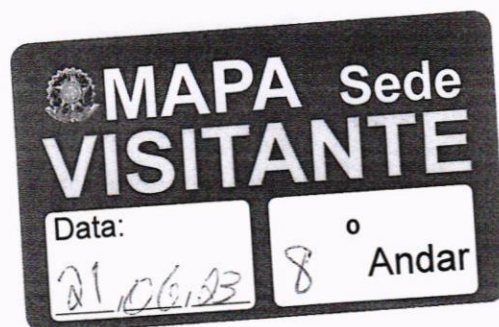 MAPA Sede
VISITANTE
Data:
21,06,23
8 º Andar